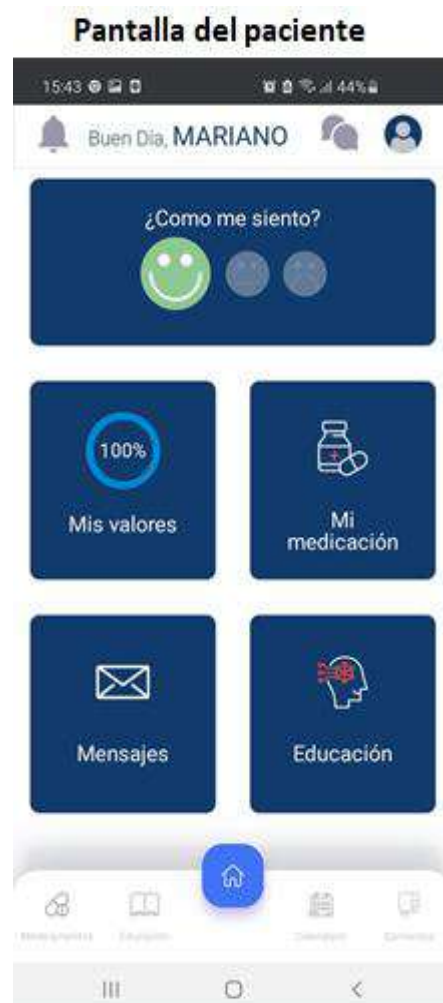 Pantalla del paciente
15:43 44%
Buen Dia, MARIANO
¿Como me siento?
100%
Mis valores
Mi
medicación
Mensajes
Educación